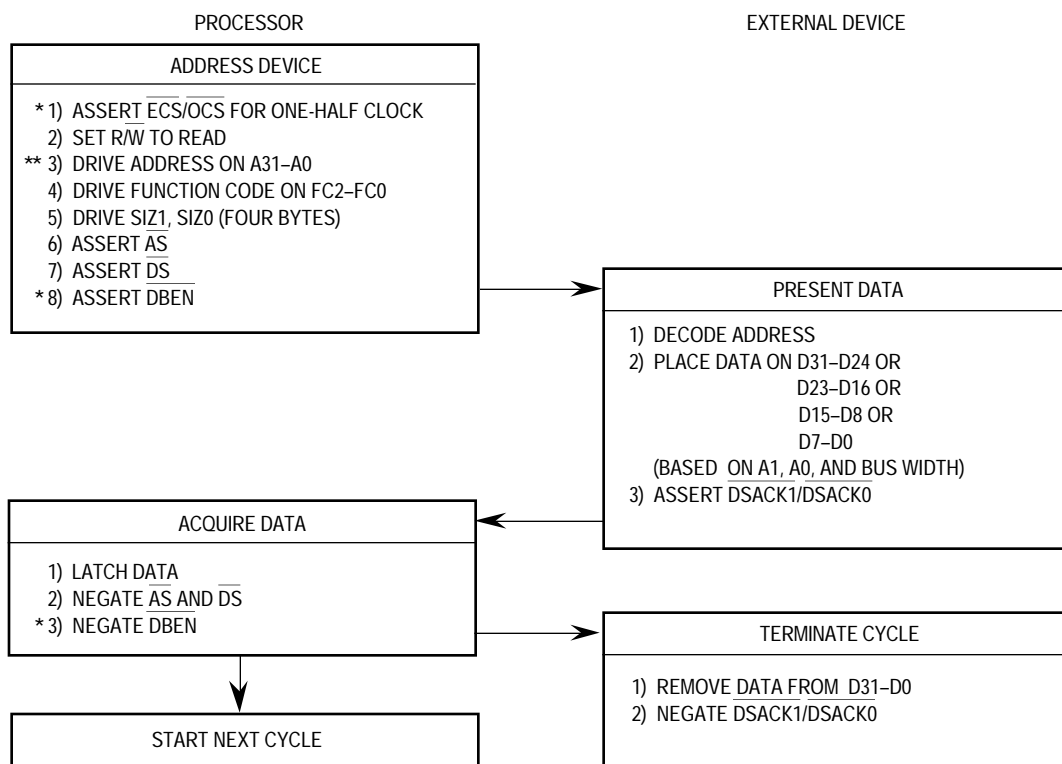 PROCESSOR
EXTERNAL DEVICE
ADDRESS DEVICE
* 1) ASSERT ECS/OCS FOR ONE-HALF CLOCK
2) SET R/W TO READ
** 3) DRIVE ADDRESS ON A31–A0
4) DRIVE FUNCTION CODE ON FC2–FC0
5) DRIVE SIZ1, SIZ0 (FOUR BYTES)
6) ASSERT AS
7) ASSERT DS
* 8) ASSERT DBEN
PRESENT DATA
1) DECODE ADDRESS
2) PLACE DATA ON D31–D24 OR
D23–D16 OR
D15–D8 OR
D7–D0
(BASED ON A1, A0, AND BUS WIDTH)
3) ASSERT DSACK1/DSACK0
ACQUIRE DATA
1) LATCH DATA
2) NEGATE AS AND DS
* 3) NEGATE DBEN
TERMINATE CYCLE
1) REMOVE DATA FROM D31–D0
2) NEGATE DSACK1/DSACK0
START NEXT CYCLE